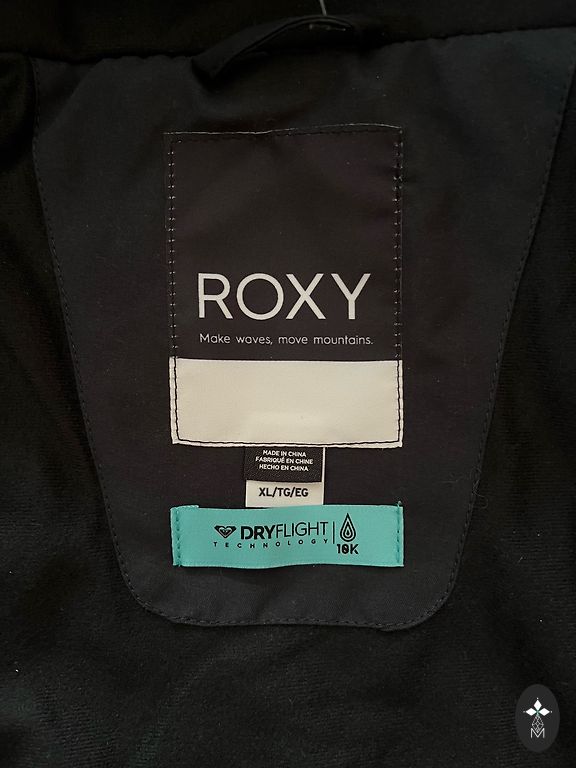 ROXY
Make waves, move mountains.
MADE IN CHINA
FABRIQUÉ EN CHINE
HECHO EN CHINA
XL/TG/EG
DRYFLIGHT
TECHNOLOGY
10K
M